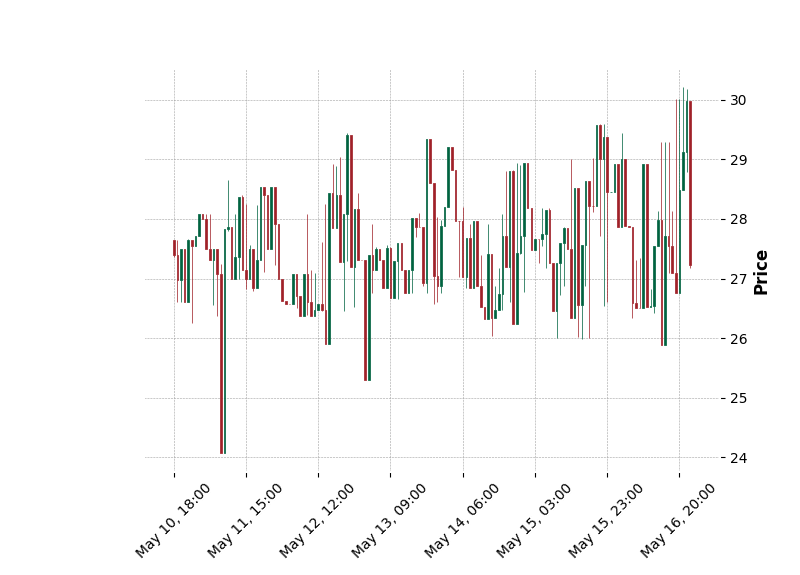 30
29
28
27
26
25
24
Price
May 10, 18:00
May 11, 15:00
May 12, 12:00
May 13, 09:00
May 14, 06:00
May 15, 03:00
May 15, 23:00
May 16, 20:00